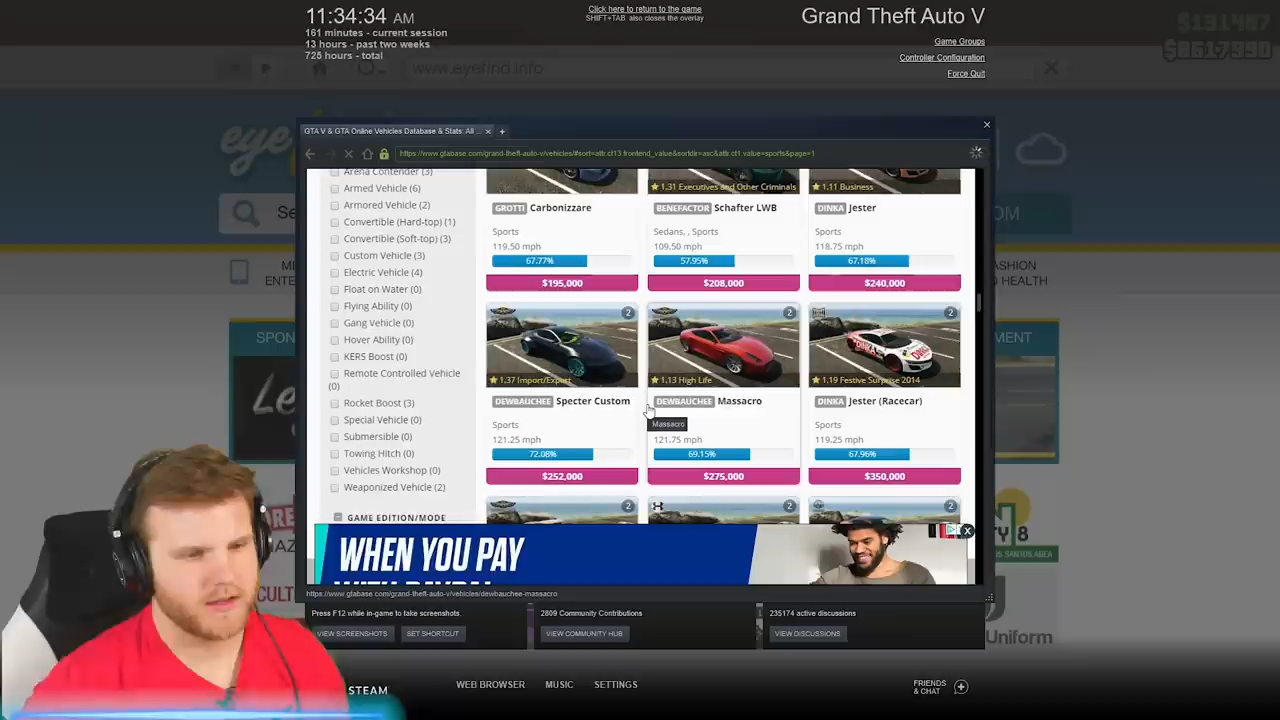 11:34:34 AM
161 minutes - current session
13 hours - past two weeks
725 hours - total
Click here to return to the game
SHIFT+TAB also closes the overlay
Grand Theft Auto V
Game Groups
Controller Configuration
Force Quit
www.eyefind.info
GTA V & GTA Online Vehicles Database & Stats: All ...
https://www.gtabase.com/grand-theft-auto-v/vehicles/#sort=attr.ct13.frontend_value&sortdir=asc&attr.ct1.value=sports&page=1
Arena Contender (3)
Armed Vehicle (6)
Armored Vehicle (2)
Convertible (Hard-top) (1)
Convertible (Soft-top) (3)
Custom Vehicle (3)
Electric Vehicle (4)
Float on Water (0)
Flying Ability (0)
Gang Vehicle (0)
Hover Ability (0)
KERS Boost (0)
Remote Controlled Vehicle
(0)
Rocket Boost (3)
Special Vehicle (0)
Submersible (0)
Towing Hitch (0)
Vehicles Workshop (0)
Weaponized Vehicle (2)
GAME EDITION/MODE
1.31 Executives and Other Criminals
1.11 Business
GROTTI Carbonizzare
Sports
119.50 mph
67.77%
$195,000
BENEFACTOR Schafter LWB
Sedans, , Sports
109.50 mph
57.95%
$208,000
DINKA Jester
Sports
118.75 mph
67.18%
$240,000
2
1.37 Import/Export
DEWBAUCHEE Specter Custom
Sports
121.25 mph
72.08%
$252,000
2
1.13 High Life
DEWBAUCHEE Massacro
Massacro
121.75 mph
69.15%
$275,000
2
DINKA
1.19 Festive Surprise 2014
DINKA Jester (Racecar)
Sports
119.25 mph
67.96%
$350,000
2
2
2
WHEN YOU PAY
https://www.gtabase.com/grand-theft-auto-v/vehicles/dewbauchee-massacro
Press F12 while in-game to take screenshots.
VIEW SCREENSHOTS
SET SHORTCUT
2809 Community Contributions
VIEW COMMUNITY HUB
235174 active discussions
VIEW DISCUSSIONS
STEAM
WEB BROWSER
MUSIC
SETTINGS
FRIENDS
& CHAT
Uniform